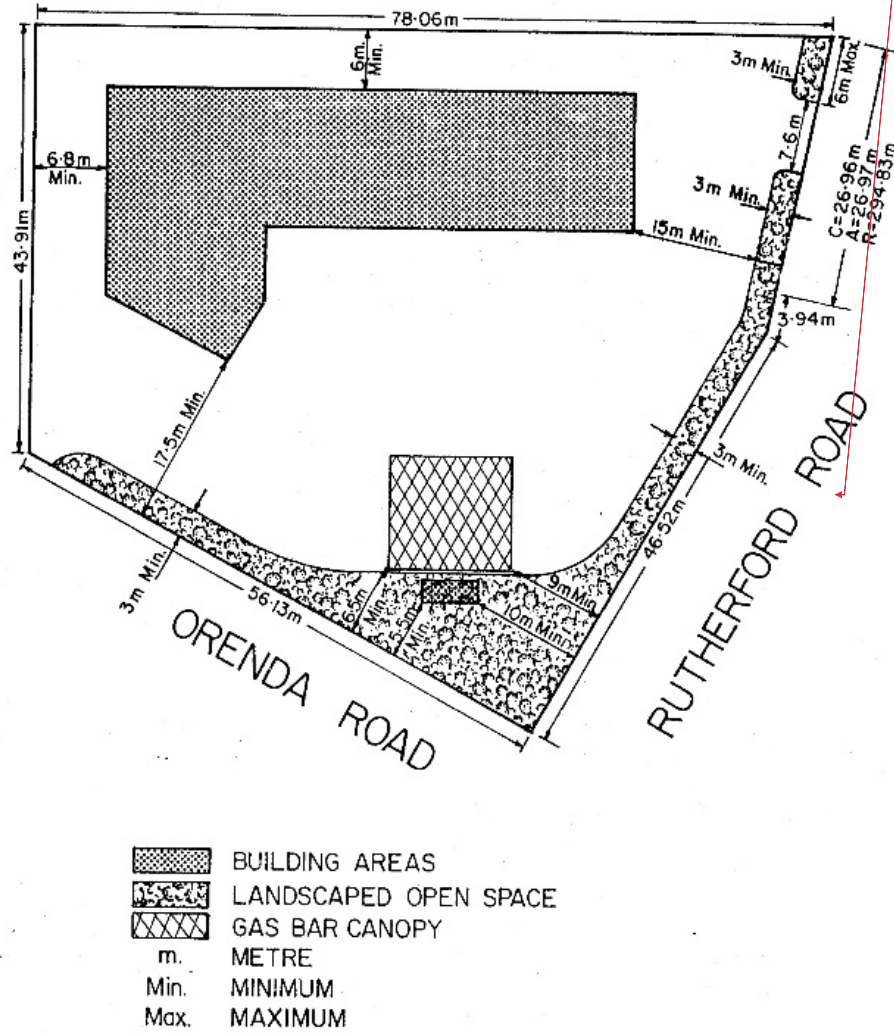 78·06m
6m.
Min.
3m Min.
6m Max.
6·8m
Min.
7·6m
3m Min.
C=26·96m
A=26·97m
R=294·83m
43·91m
15m Min.
3·94m
17·5m Min.
3m Min.
46·52m
3m Min.
56·13m
Min.
9m Min.
10m Min.
Min.
ORENDA ROAD
RUTHERFORD ROAD
BUILDING AREAS
LANDSCAPED OPEN SPACE
GAS BAR CANOPY
m. METRE
Min. MINIMUM
Max. MAXIMUM